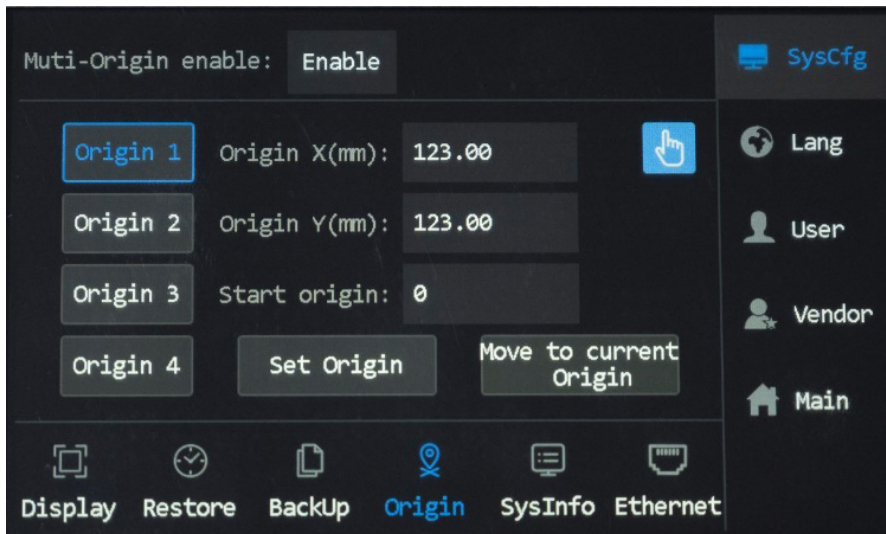 Muti-Origin enable: Enable
SysCfg
Origin 1 Origin X(mm): 123.00
Lang
Origin 2 Origin Y(mm): 123.00
User
Origin 3 Start origin: 0
Vendor
Origin 4 Set Origin Move to current
Origin
Main
Display Restore BackUp Origin SysInfo Ethernet